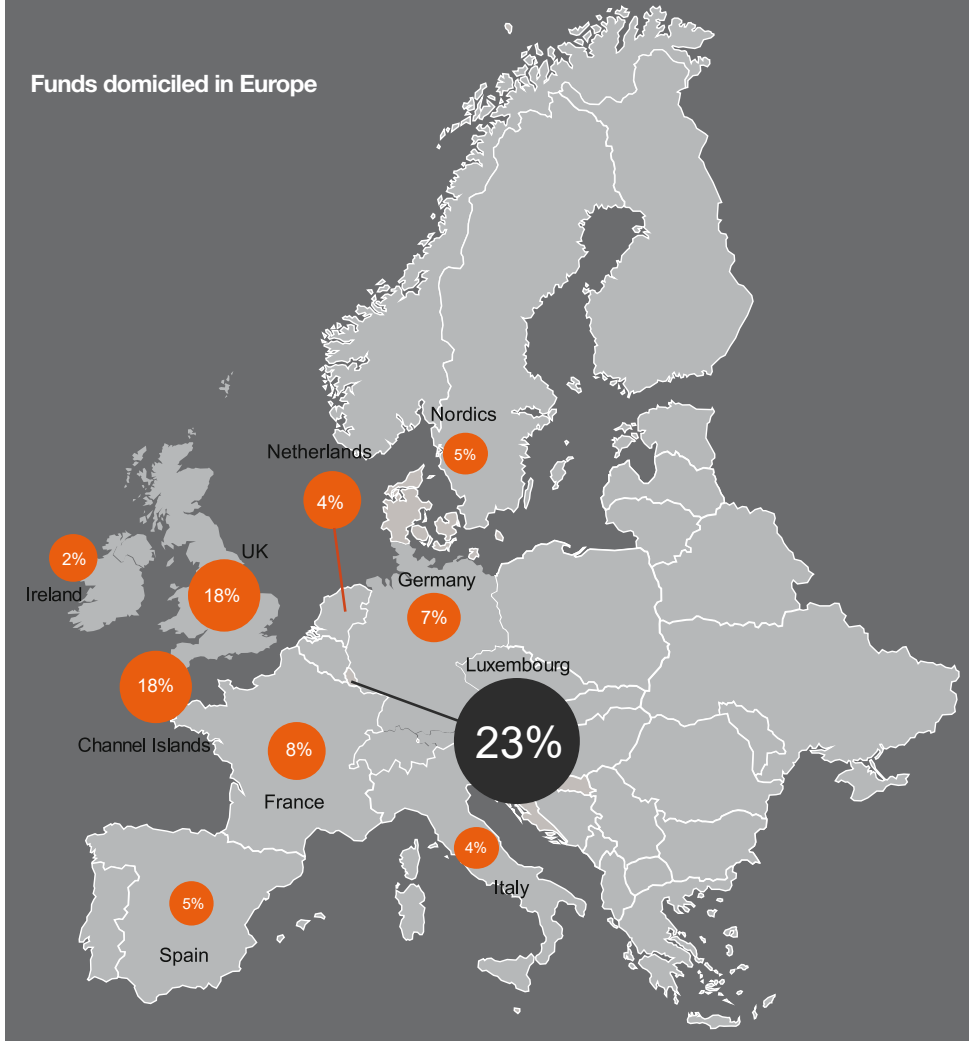 Funds domiciled in Europe
Nordics
5%
Netherlands
4%
UK
18%
2%
Ireland
Germany
7%
Luxembourg
23%
18%
Channel Islands
8%
France
4%
Italy
5%
Spain